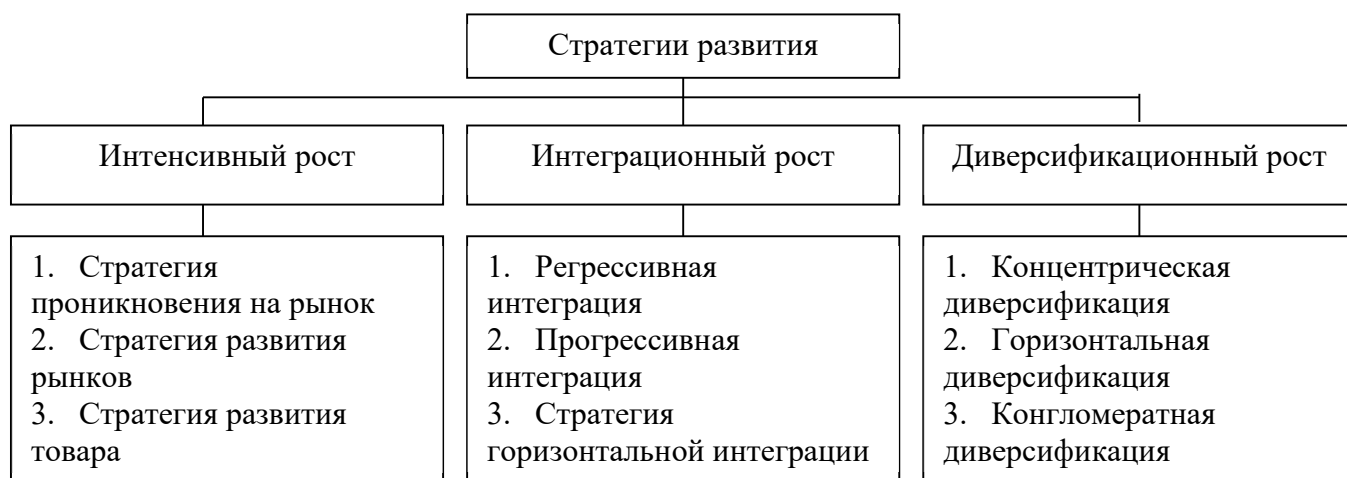 Стратегии развития
Интенсивный рост
Интеграционный рост
Диверсификационный рост
1. Стратегия
проникновения на рынок
2. Стратегия развития
рынков
3. Стратегия развития
товара
1. Регрессивная
интеграция
2. Прогрессивная
интеграция
3. Стратегия
горизонтальной интеграции
1. Концентрическая
диверсификация
2. Горизонтальная
диверсификация
3. Конгломератная
диверсификация